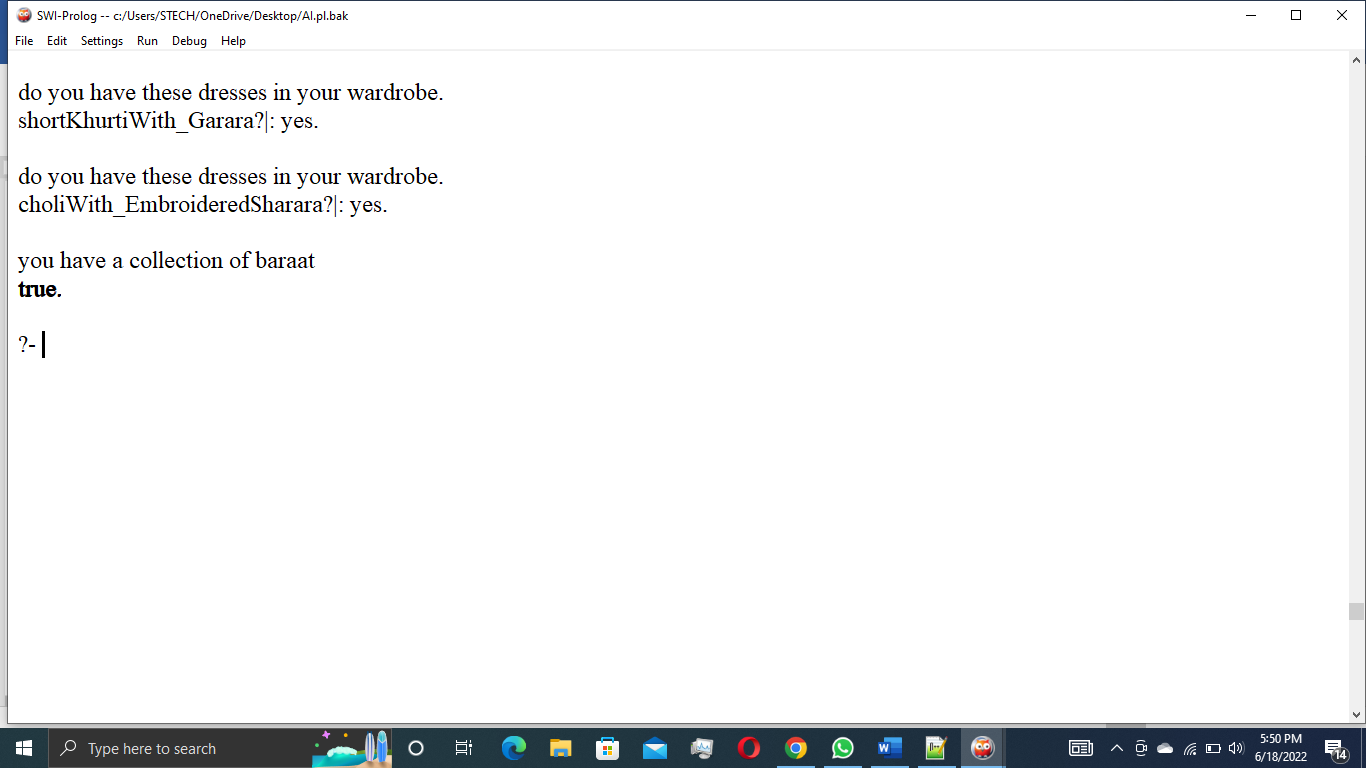 SWI-Prolog -- c:/Users/STECH/OneDrive/Desktop/AI.pl.bak
File Edit Settings Run Debug Help
do you have these dresses in your wardrobe.
shortKhurtiWith_Garara?|: yes.
do you have these dresses in your wardrobe.
choliWith_EmbroideredSharara?|: yes.
you have a collection of baraat
true.
?-
Type here to search
5:50 PM
6/18/2022
14